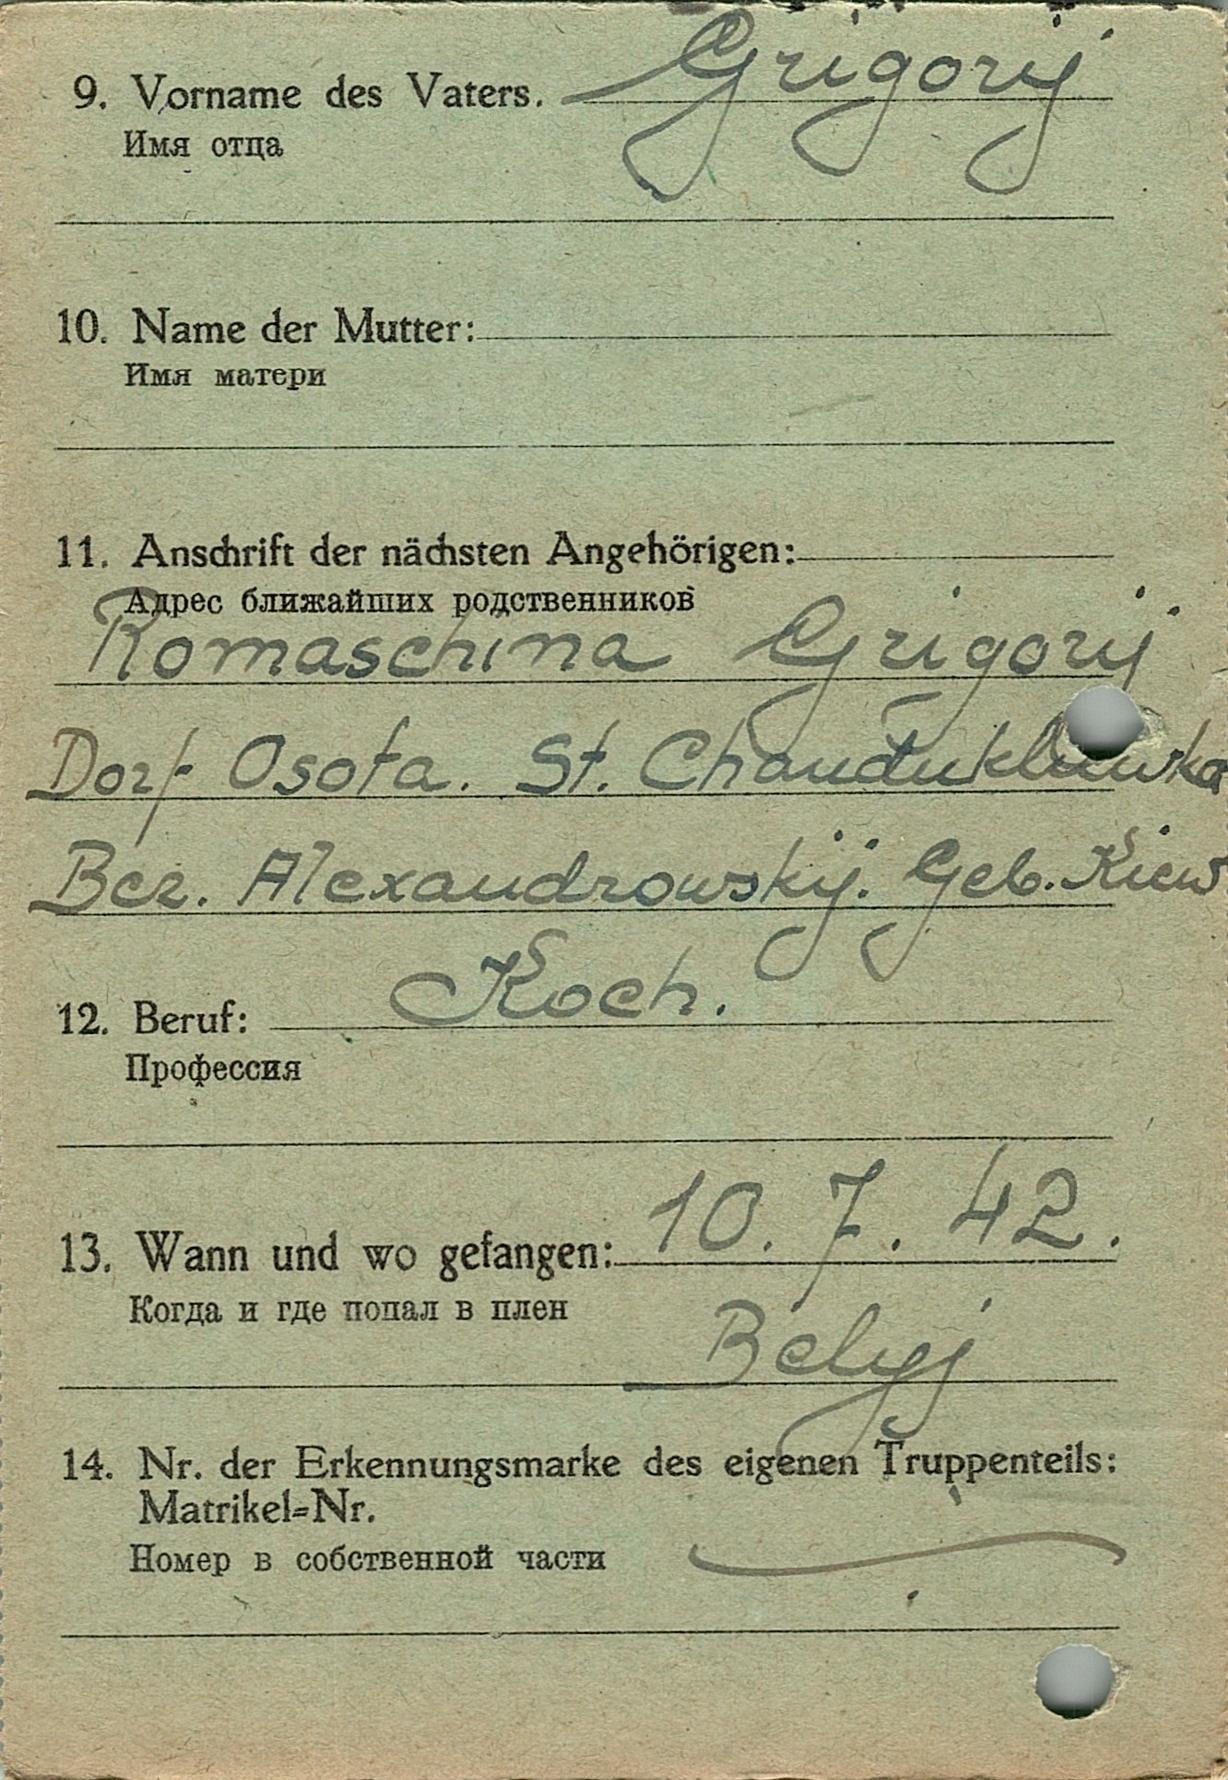 9. Vorname des Vaters. Grigorij
Имя отца
10. Name der Mutter:
Имя матери
11. Anschrift der nächsten Angehörigen:
Адрес ближайших родственников
Romaschina Grigorij
Dorf Osota. St.
Bez. Alexandrowskij. Geb. Kiew
12. Beruf: Koch.
Профессия
13. Wann und wo gefangen: 10. 7. 42.
Когда и где попал в плен
Belyj
14. Nr. der Erkennungsmarke des eigenen Truppenteils:
Matrikel=Nr.
Номер в собственной части